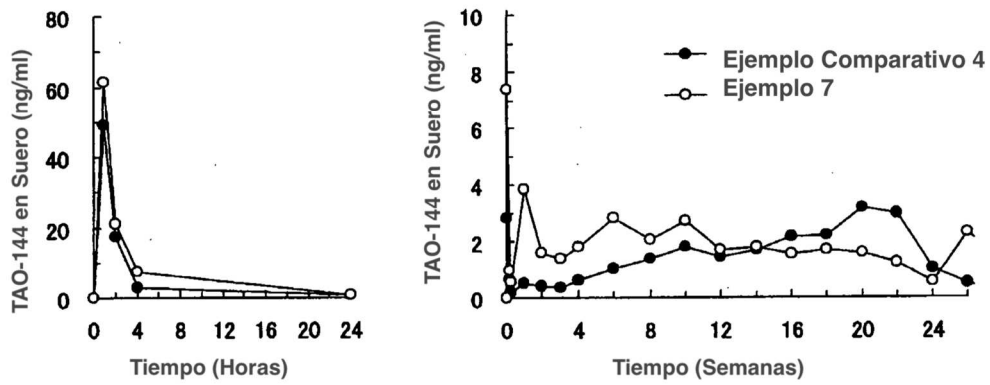 TAO-144 en Suero (ng/ml)
80
60
40
20
0
0 4 8 12 16 20 24
Tiempo (Horas)
TAO-144 en Suero (ng/ml)
10
8
6
4
2
0
0 4 8 12 16 20 24
Tiempo (Semanas)
Ejemplo Comparativo 4
Ejemplo 7